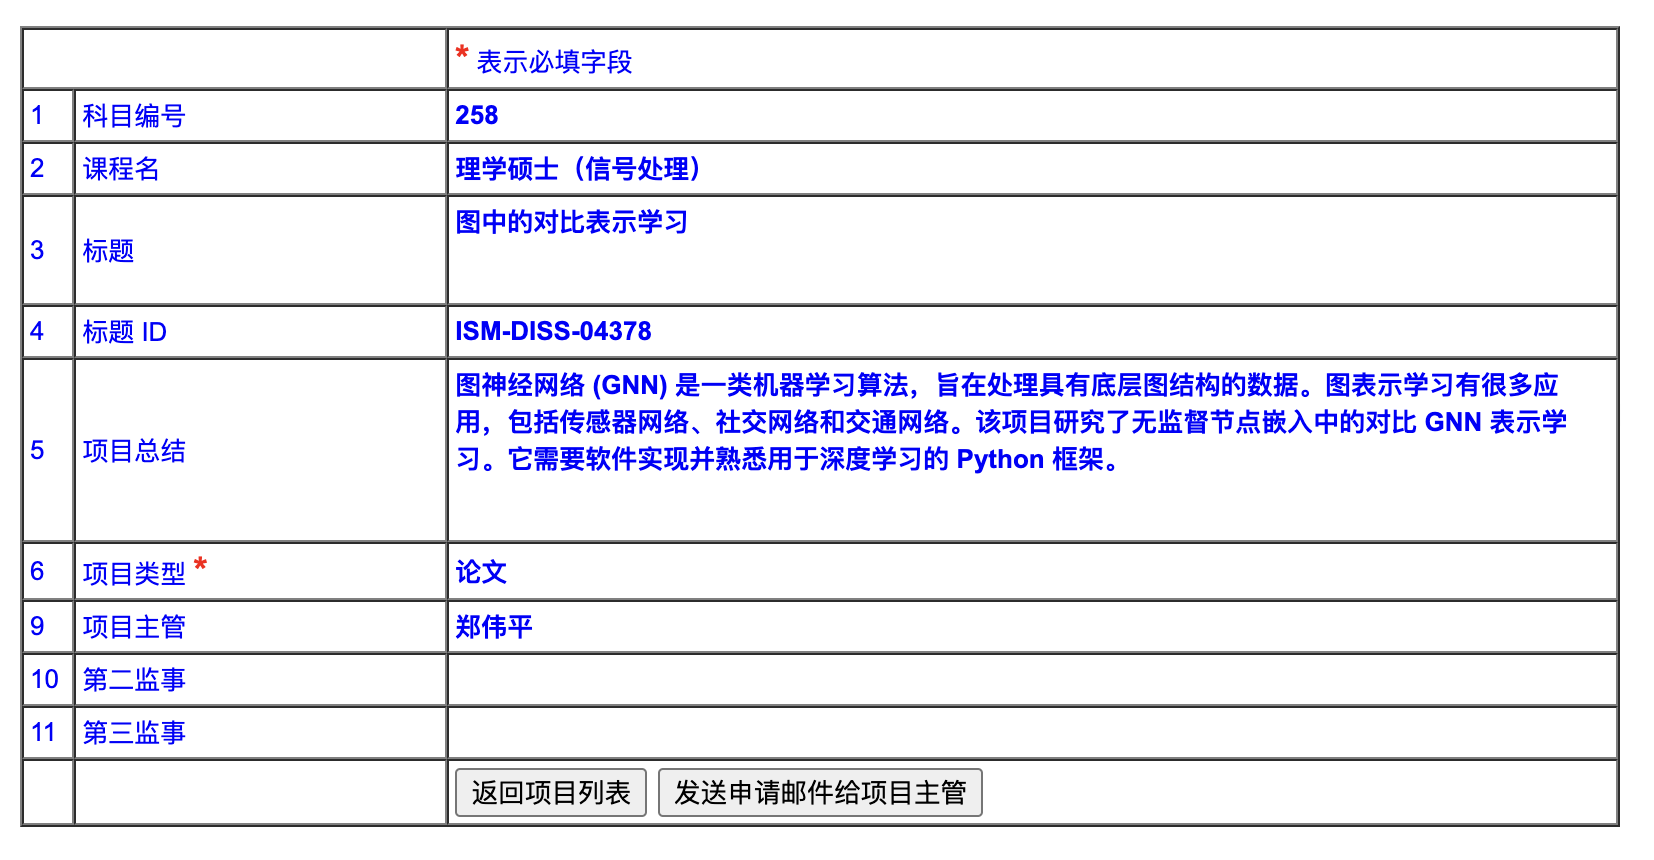 * 表示必填字段
1 科目编号 258
2 课程名 理学硕士（信号处理）
3 标题 图中的对比表示学习
4 标题 ID ISM-DISS-04378
5 项目总结 图神经网络 (GNN) 是一类机器学习算法，旨在处理具有底层图结构的数据。图表示学习有很多应
用，包括传感器网络、社交网络和交通网络。该项目研究了无监督节点嵌入中的对比 GNN 表示学
习。它需要软件实现并熟悉用于深度学习的 Python 框架。
6 项目类型 * 论文
9 项目主管 郑伟平
10 第二监事
11 第三监事
返回项目列表 发送申请邮件给项目主管